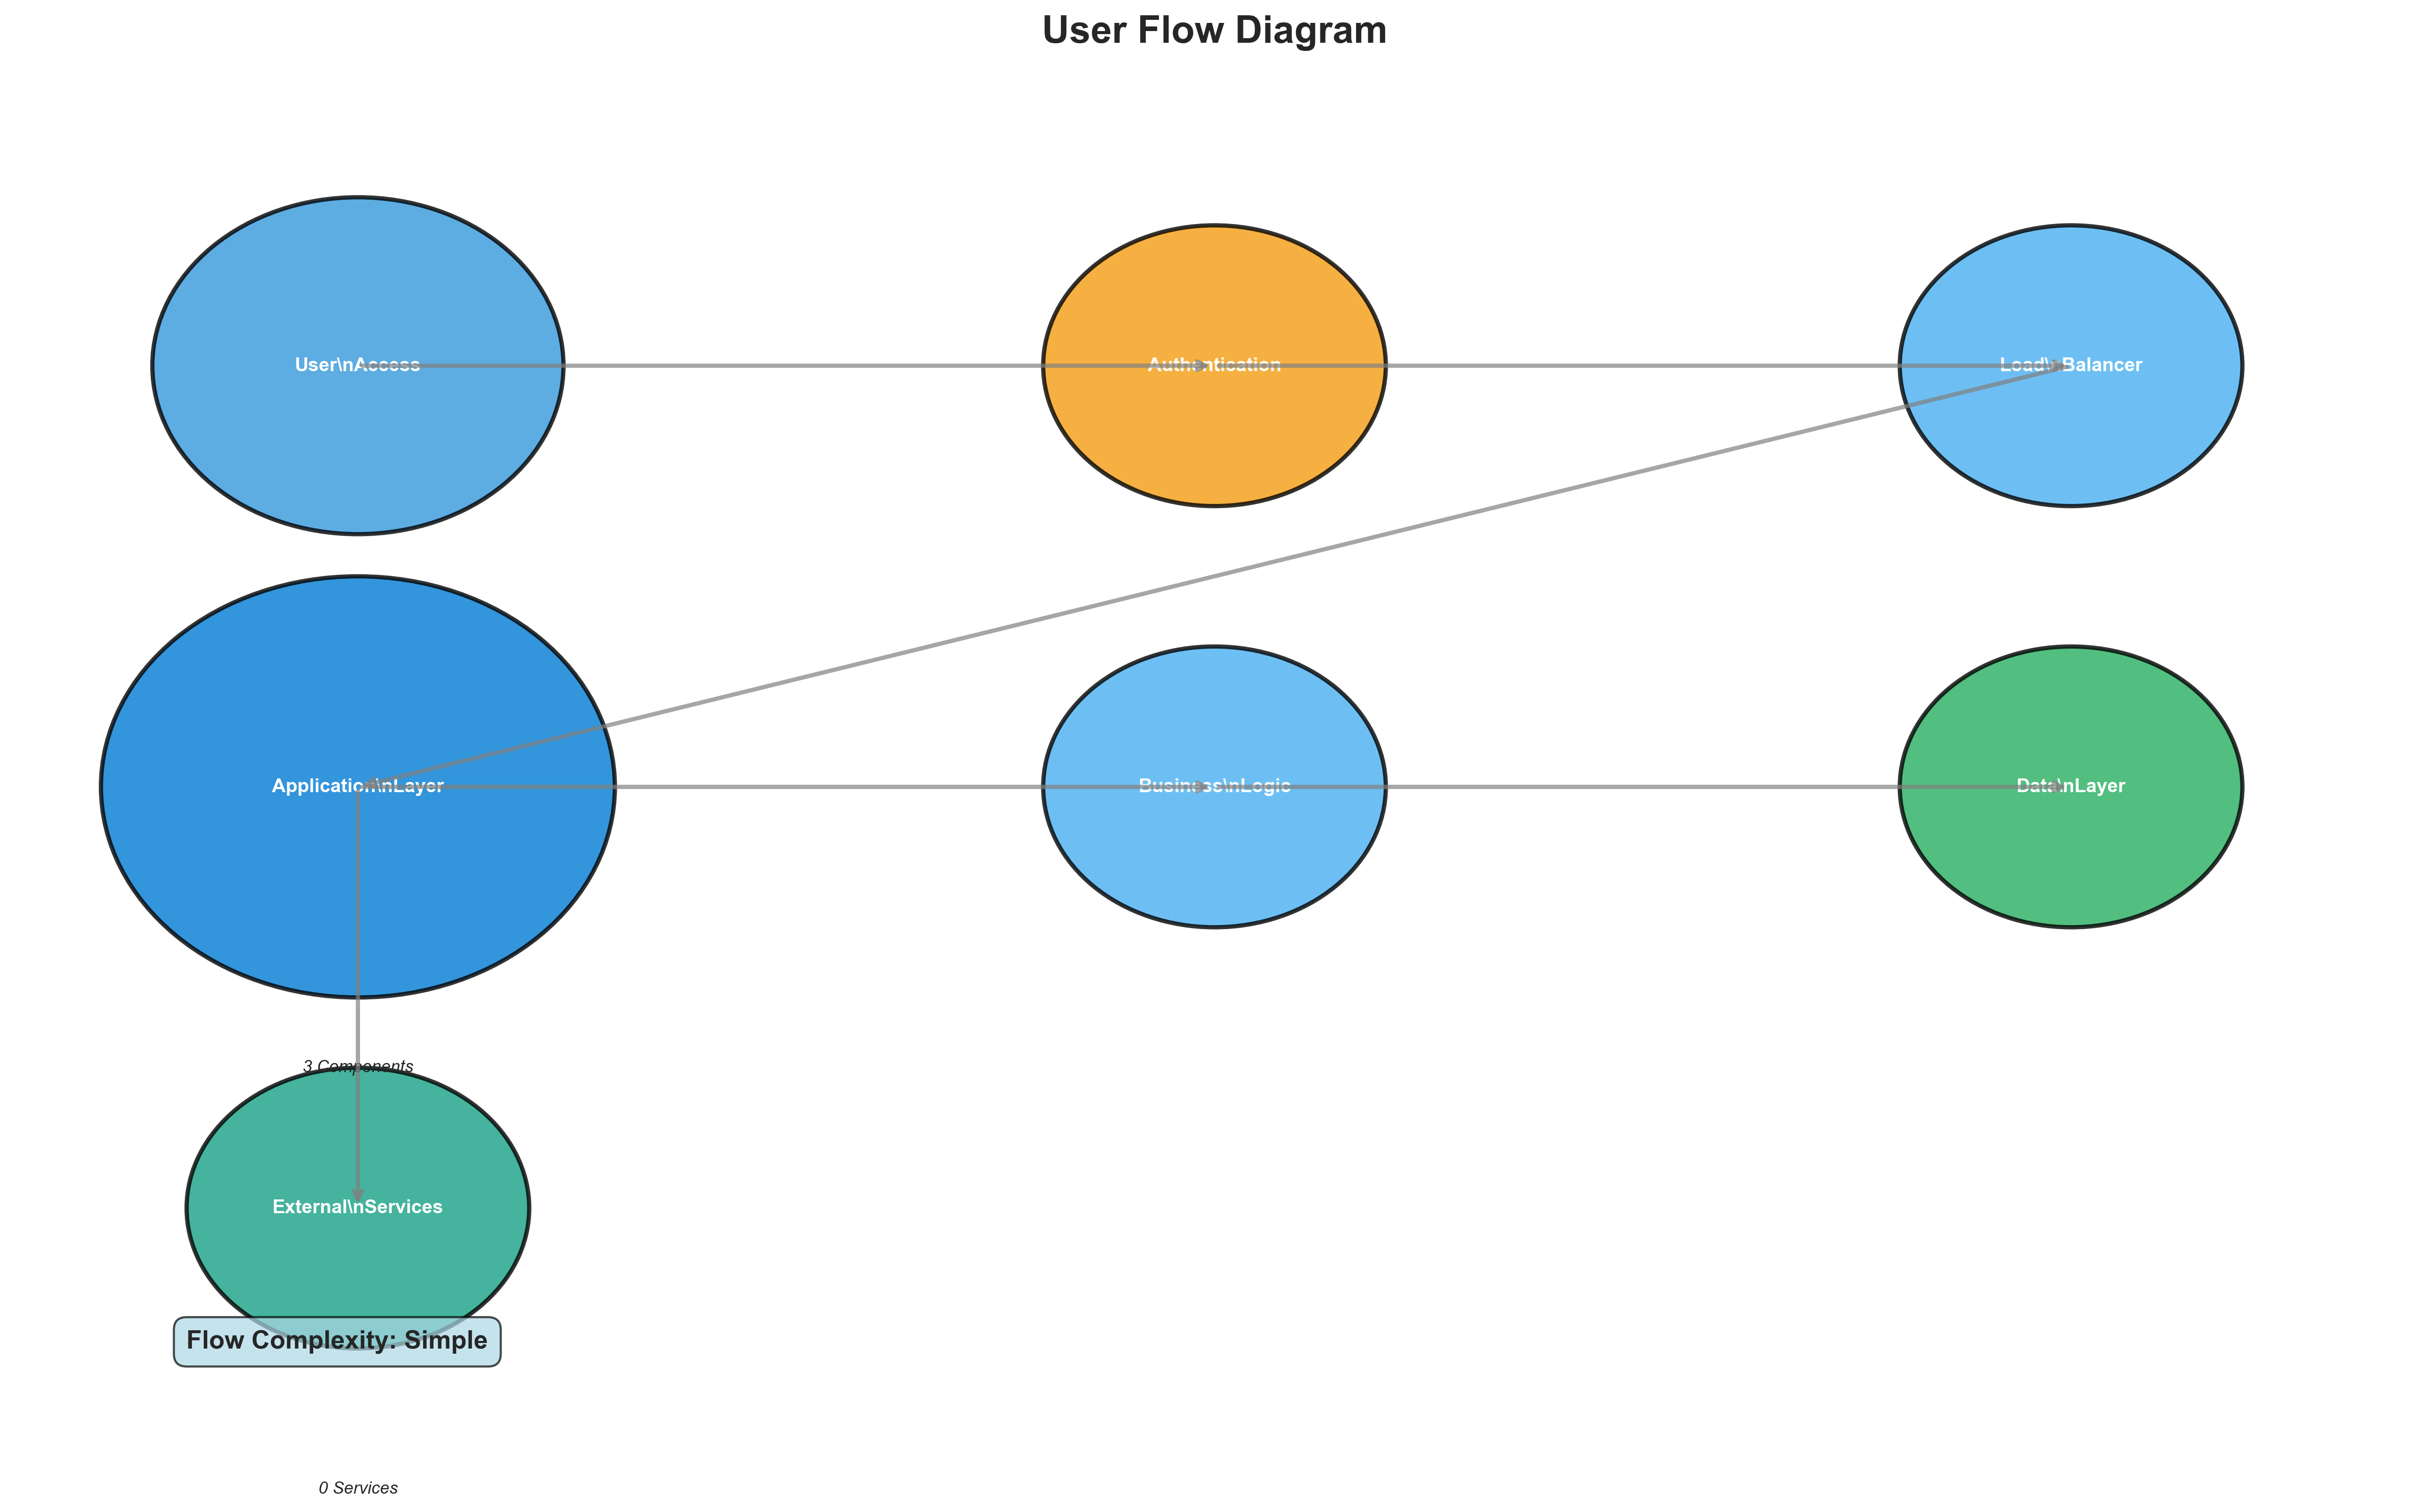 User Flow Diagram
User\nAccess
Authentication
Load\nBalancer
Application\nLayer
Business\nLogic
Data\nLayer
3 Components
External\nServices
Flow Complexity: Simple
0 Services